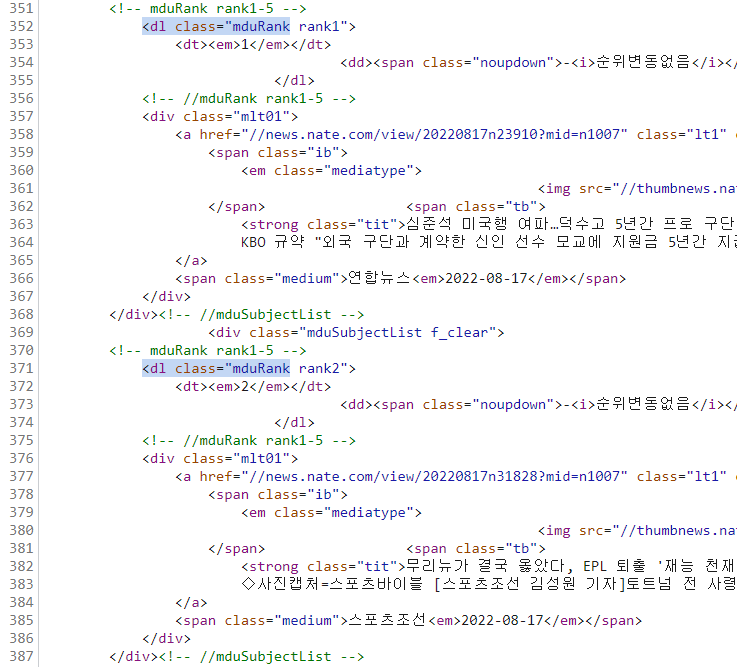 351 <!-- mduRank rank1-5 -->
352 <dl class="mduRank rank1">
353 <dt><em>1</em></dt>
354 <dd><span class="noupdown">-<i>순위변동없음</i></
355 </dl>
356 <!-- //mduRank rank1-5 -->
357 <div class="mlt01">
358 <a href="//news.nate.com/view/20220817n23910?mid=n1007" class="lt1"
359 <span class="ib">
360 <em class="mediatype">
361 <img src="//thumbnews.nat
362 </span> <span class="tb">
363 <strong class="tit">심준석 미국행 여파…덕수고 5년간 프로 구단
364 KBO 규약 "외국 구단과 계약한 신인 선수 모교에 지원금 5년간 지급
365 </a>
366 <span class="medium">연합뉴스<em>2022-08-17</em></span>
367 </div>
368 </div><!-- //mduSubjectList -->
369 <div class="mduSubjectList f_clear">
370 <!-- mduRank rank1-5 -->
371 <dl class="mduRank rank2">
372 <dt><em>2</em></dt>
373 <dd><span class="noupdown">-<i>순위변동없음</i></
374 </dl>
375 <!-- //mduRank rank1-5 -->
376 <div class="mlt01">
377 <a href="//news.nate.com/view/20220817n31828?mid=n1007" class="lt1"
378 <span class="ib">
379 <em class="mediatype">
380 <img src="//thumbnews.nat
381 </span> <span class="tb">
382 <strong class="tit">무리뉴가 결국 옳았다, EPL 퇴출 '재능 천재
383 ◇사진캡처=스포츠바이블 [스포츠조선 김성원 기자]토트넘 전 사령
384 </a>
385 <span class="medium">스포츠조선<em>2022-08-17</em></span>
386 </div>
387 </div><!-- //mduSubjectList -->